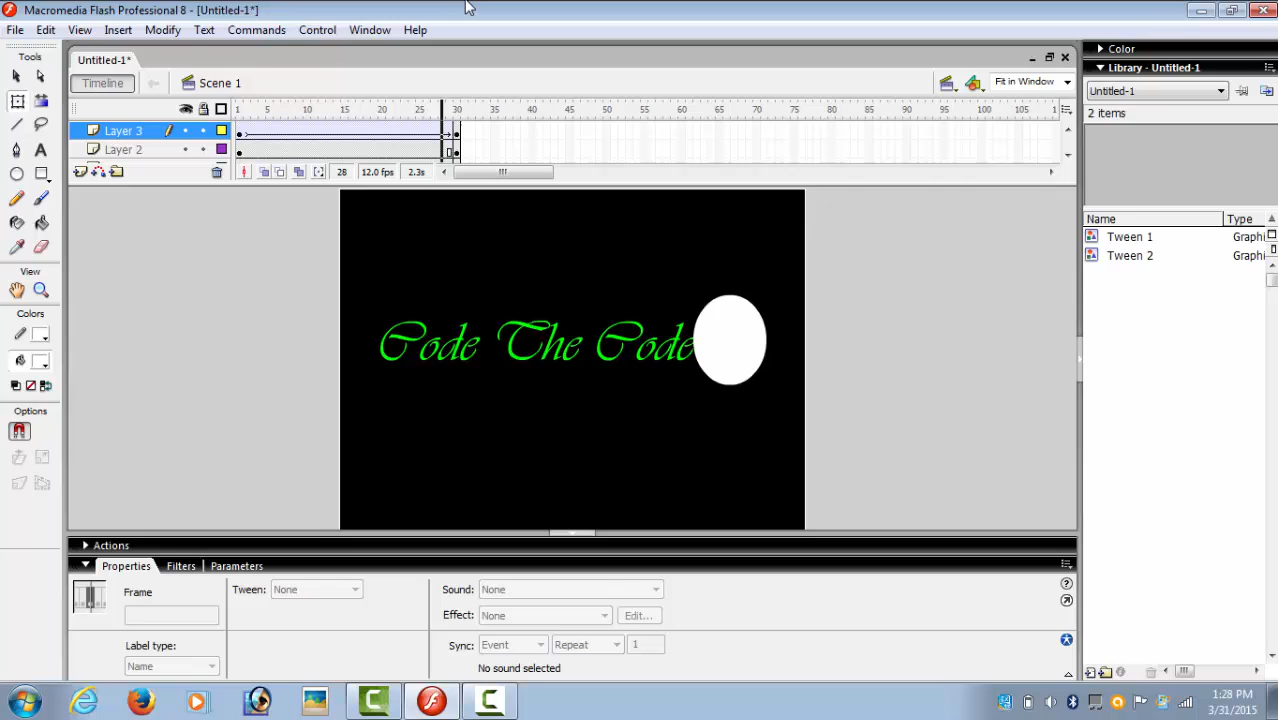 Macromedia Flash Professional 8 - [Untitled-1*]
File Edit View Insert Modify Text Commands Control Window Help
Tools
Untitled-1*
Timeline
Scene 1
Fit in Window
1 5 10 15 20 25 30 35 40 45 50 55 60 65 70 75 80 85 90 95 100 105 1
Layer 3
Layer 2
28 12.0 fps 2.3s
View
Colors
Options
Code The Code
Color
Library - Untitled-1
Untitled-1
2 items
Name Type
Tween 1 Graphi
Tween 2 Graphi
Actions
Properties Filters Parameters
Frame
Tween: None
Label type:
Name
Sound: None
Effect: None Edit...
Sync: Event Repeat 1
No sound selected
1:28 PM
3/31/2015